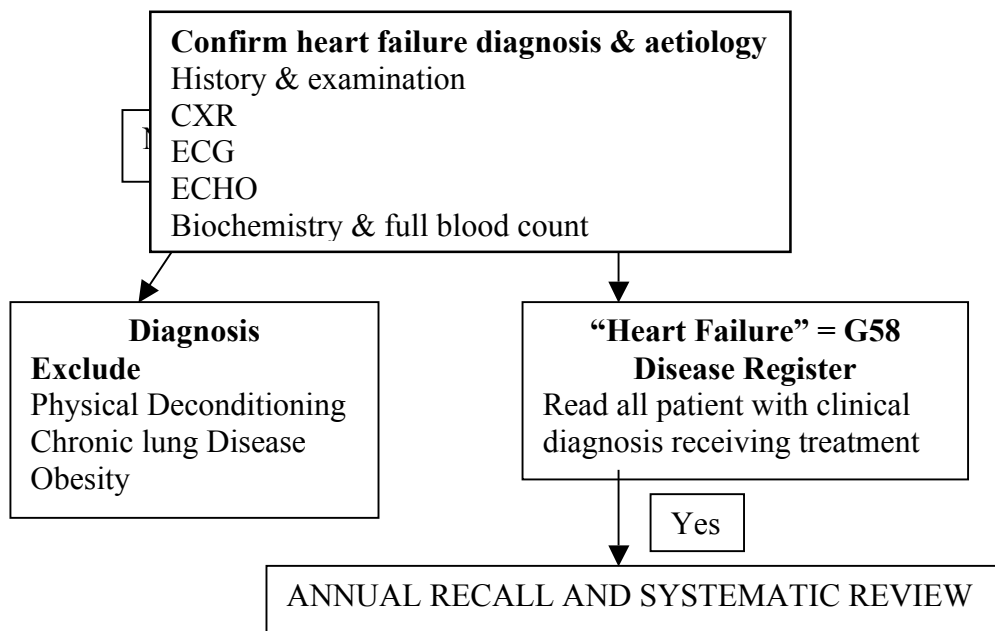 Confirm heart failure diagnosis & aetiology
History & examination
CXR
ECG
ECHO
Biochemistry & full blood count
Diagnosis
Exclude
Physical Deconditioning
Chronic lung Disease
Obesity
“Heart Failure” = G58
Disease Register
Read all patient with clinical
diagnosis receiving treatment
Yes
ANNUAL RECALL AND SYSTEMATIC REVIEW